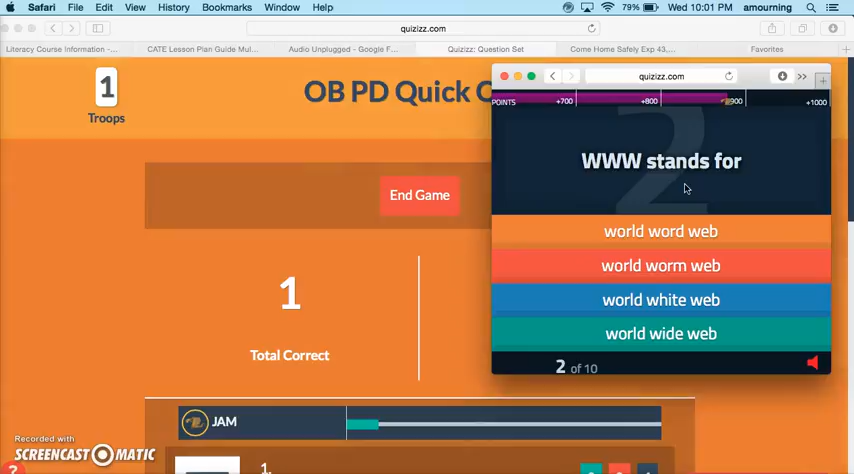 Safari File Edit View History Bookmarks Window Help 79% Wed 10:01 PM amourning
quizizz.com
Literacy Course Information -... CATE Lesson Plan Guide Mul... Audio Unplugged - Google F... Quizizz: Question Set Come Home Safely Exp 43,... Favorites
1
Troops
OB PD Quick C
End Game
1
Total Correct
JAM
1.
quizizz.com
POINTS +700 +800 +900 +1000
2
WWW stands for
world word web
world worm web
world white web
world wide web
2 of 10
Recorded with
SCREENCAST-O-MATIC
?